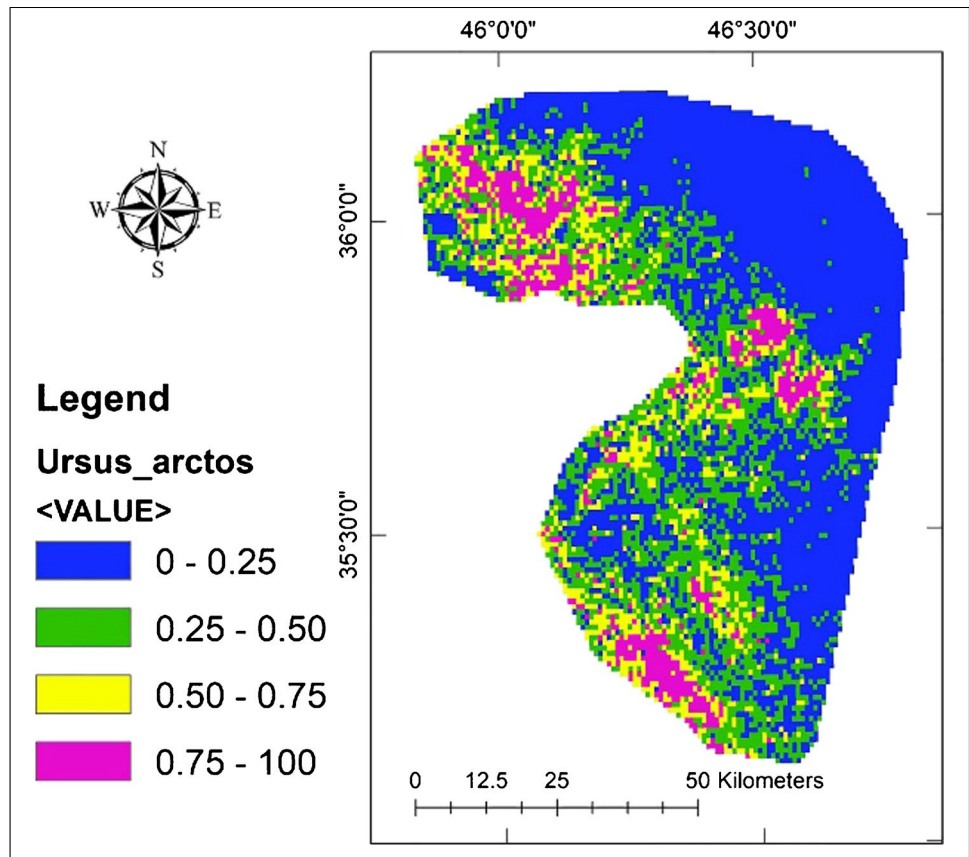 46°0'0" 46°30'0"
N
W E
S
36°0'0"
Legend
Ursus_arctos
<VALUE>
35°30'0"
0 - 0.25
0.25 - 0.50
0.50 - 0.75
0.75 - 100
0 12.5 25 50 Kilometers